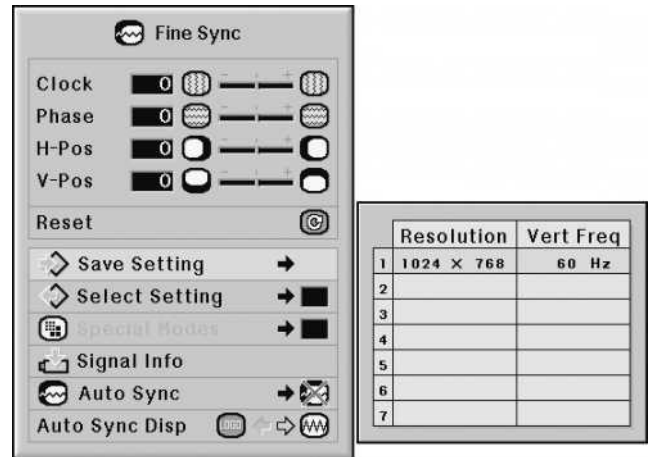 Fine Sync
Clock 0
Phase 0
H-Pos 0
V-Pos 0
Reset
Save Setting
Select Setting
Special Modes
Signal Info
Auto Sync
Auto Sync Disp LOGO
Resolution Vert Freq
1 1024 × 768 60 Hz
2
3
4
5
6
7